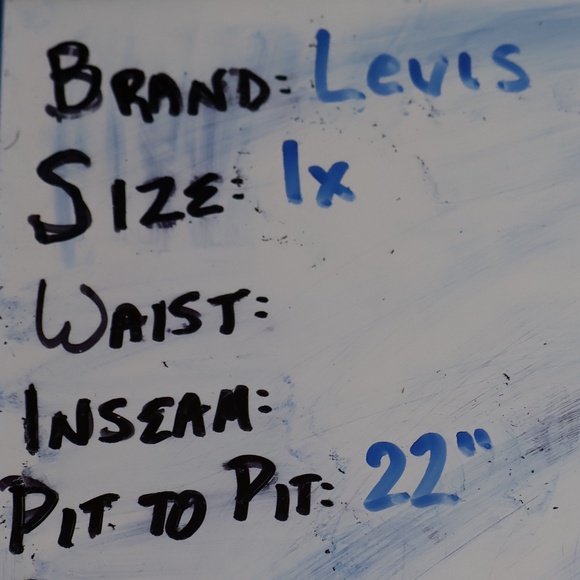 BRAND: Levis
SIZE: 1x
WAIST:
INSEAM:
PIT TO PIT: 22"